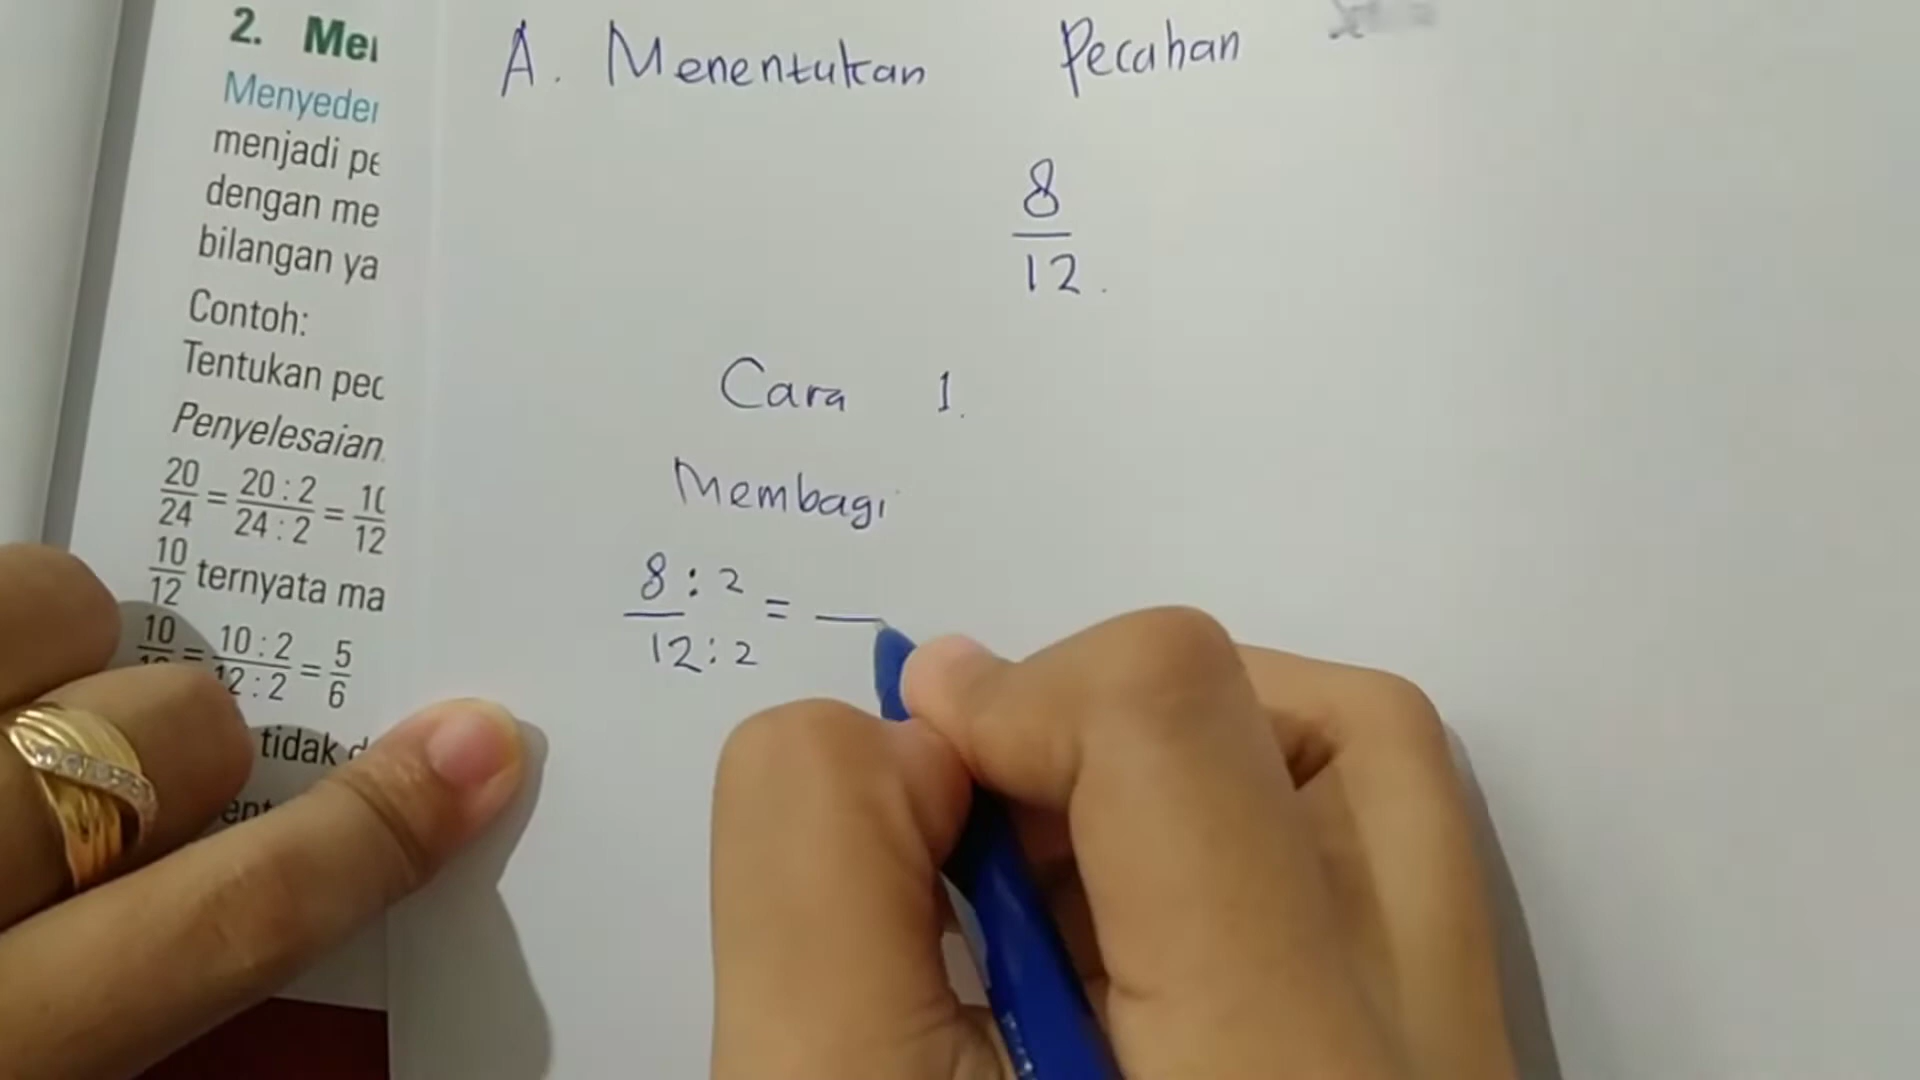 2. Me
Menyede
menjadi pe
dengan me
bilangan ya
Contoh:
Tentukan pec
Penyelesaian
20/24 = 20 : 2/24 : 2 = 10/12
10/12 ternyata ma
10/12 = 10 : 2/12 : 2 = 5/6
tidak
A. Menentukan Pecahan
8/12.
Cara 1.
Membagi
8 : 2/12 : 2 =